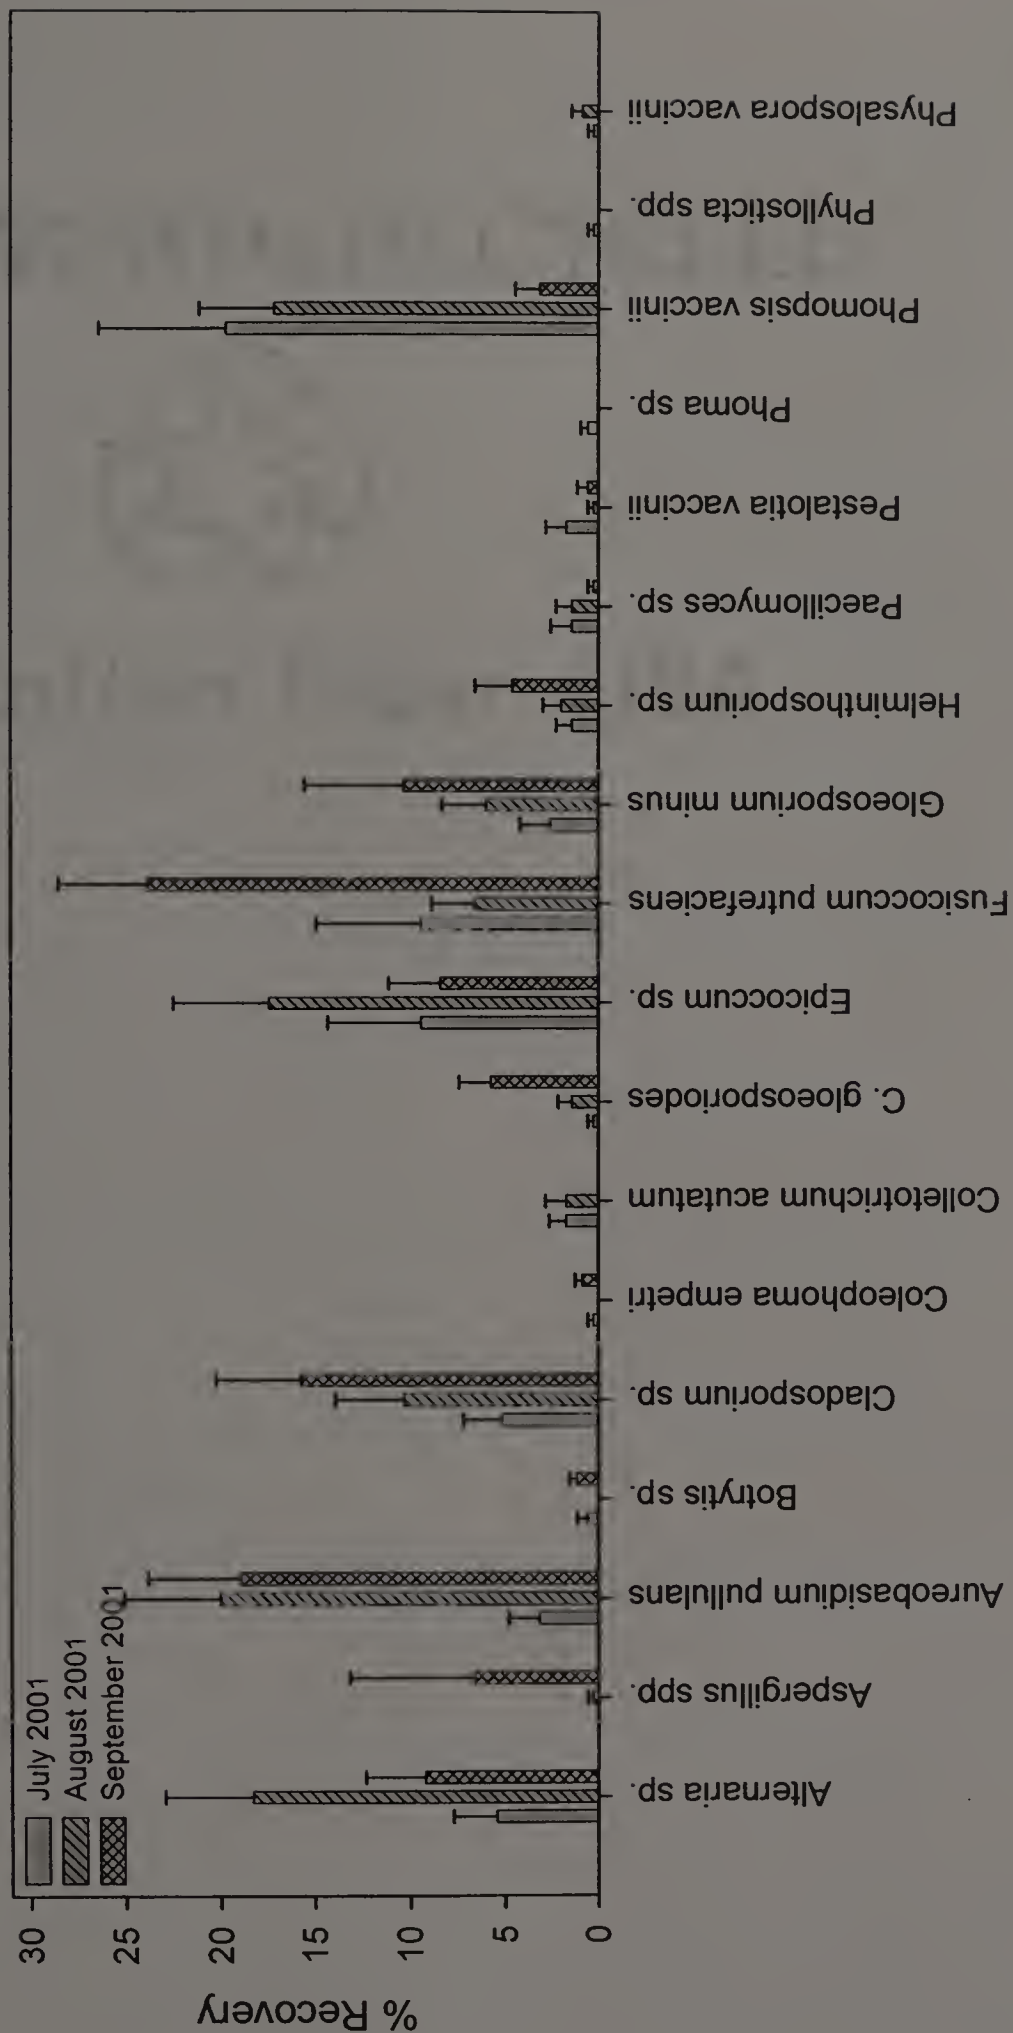 July 2001
August 2001
September 2001
% Recovery
30
25
20
15
10
5
0
Alternaria sp.
Aspergillus spp.
Aureobasidium pullulans
Botrytis sp.
Cladosporium sp.
Coleophoma empetri
Colletotrichum acutatum
C. gloeosporiodes
Epicoccum sp.
Fusicoccum putrefaciens
Gloeosporium minus
Helminthosporium sp.
Paecillomyces sp.
Pestalotia vaccinii
Phoma sp.
Phomopsis vaccinii
Phyllosticta spp.
Physalospora vaccinii